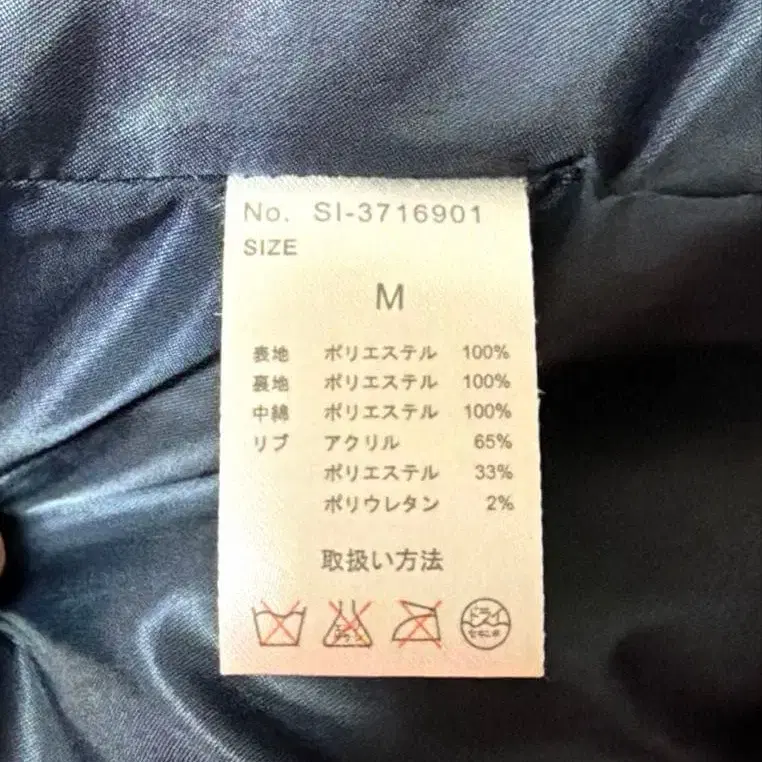 No. SI-3716901
SIZE
M
表地 ポリエステル 100%
裏地 ポリエステル 100%
中綿 ポリエステル 100%
リブ アクリル 65%
ポリエステル 33%
ポリウレタン 2%
取扱い方法